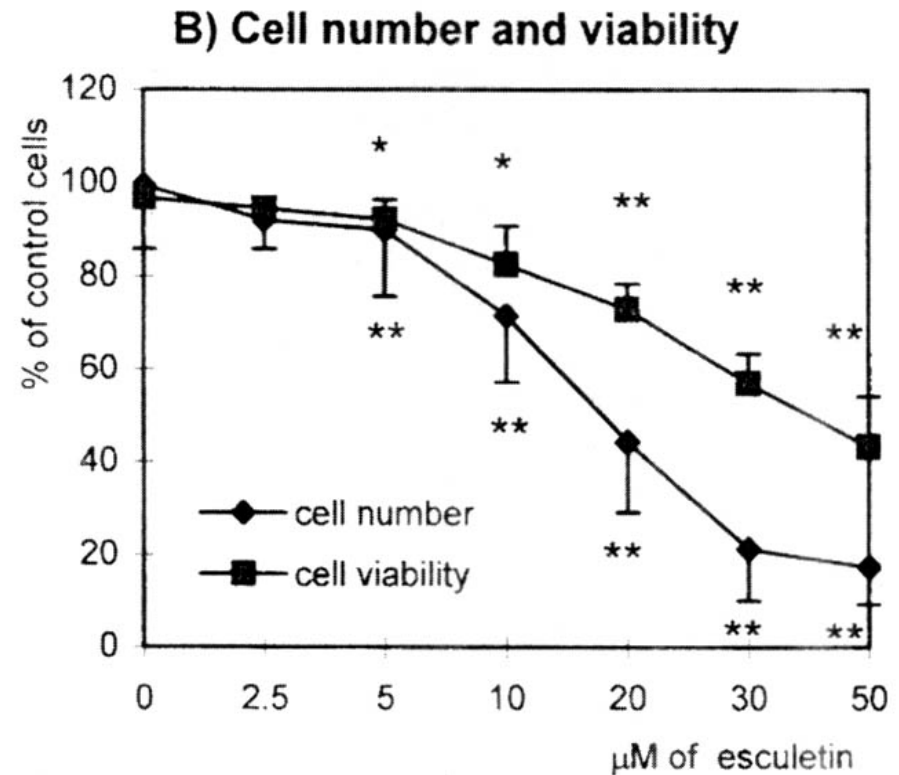 B) Cell number and viability
% of control cells
120
100
80
60
40
20
0
* * ** ** **
** ** ** ** **
cell number
cell viability
0 2.5 5 10 20 30 50
µM of esculetin